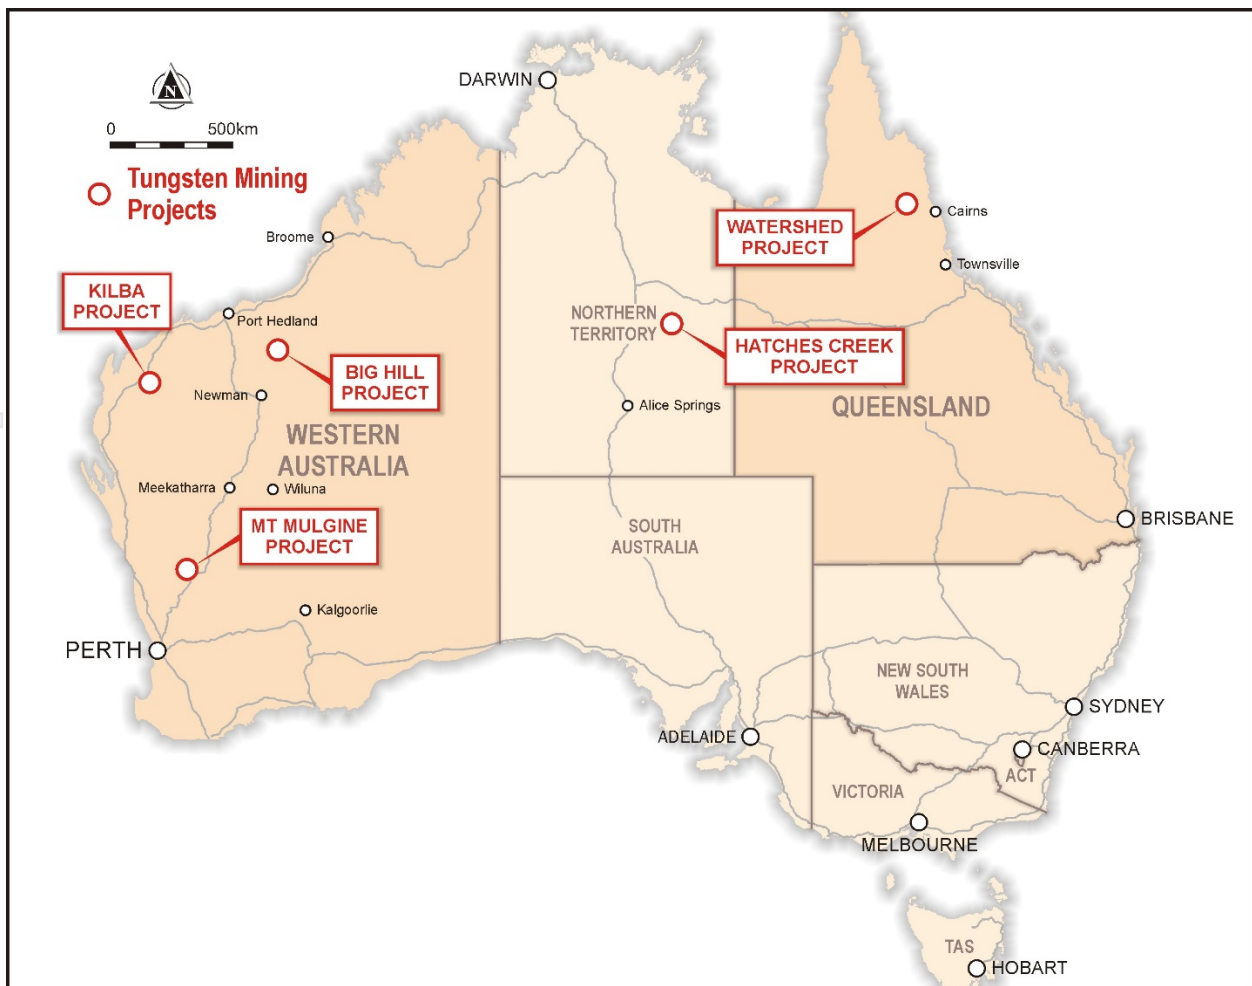 DARWIN
N
0 500km
Tungsten Mining
Projects
Broome
Cairns
WATERSHED
PROJECT
Townsville
KILBA
PROJECT
Port Hedland
NORTHERN
TERRITORY
HATCHES CREEK
PROJECT
BIG HILL
PROJECT
Newman
Alice Springs
QUEENSLAND
WESTERN
AUSTRALIA
Meekatharra
Wiluna
MT MULGINE
PROJECT
SOUTH
AUSTRALIA
BRISBANE
Kalgoorlie
PERTH
NEW SOUTH
WALES
SYDNEY
ADELAIDE
CANBERRA
ACT
VICTORIA
MELBOURNE
TAS
HOBART